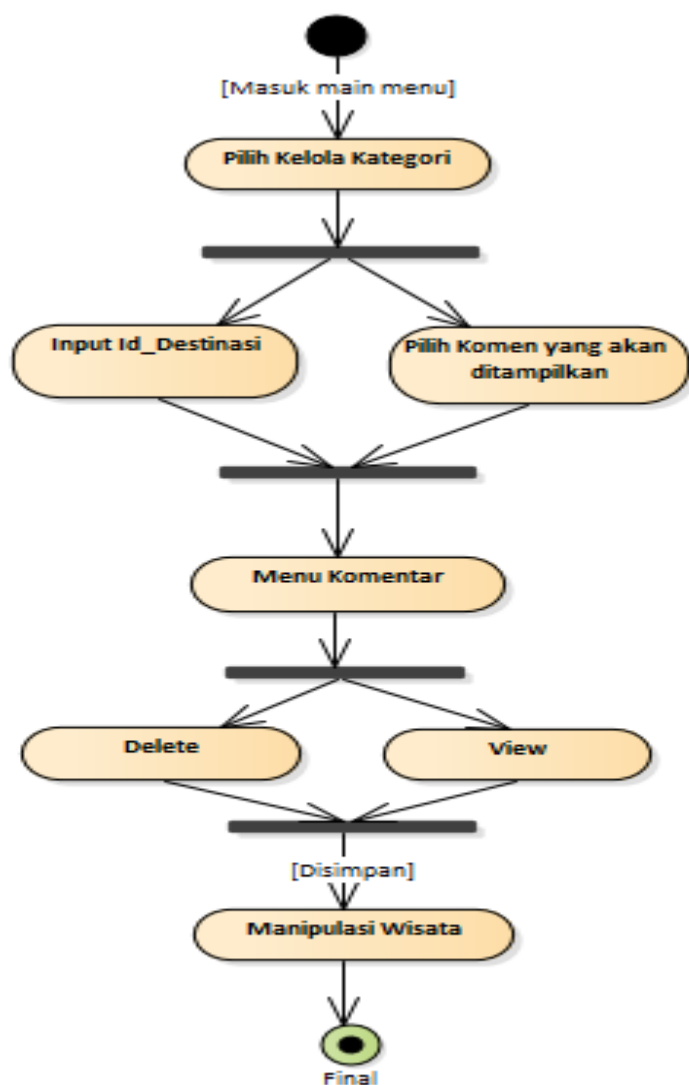 [Masuk main menu]
Pilih Kelola Kategori
Input Id_Destinasi
Pilih Komen yang akan
ditampilkan
Menu Komentar
Delete
View
[Disimpan]
Manipulasi Wisata
Final